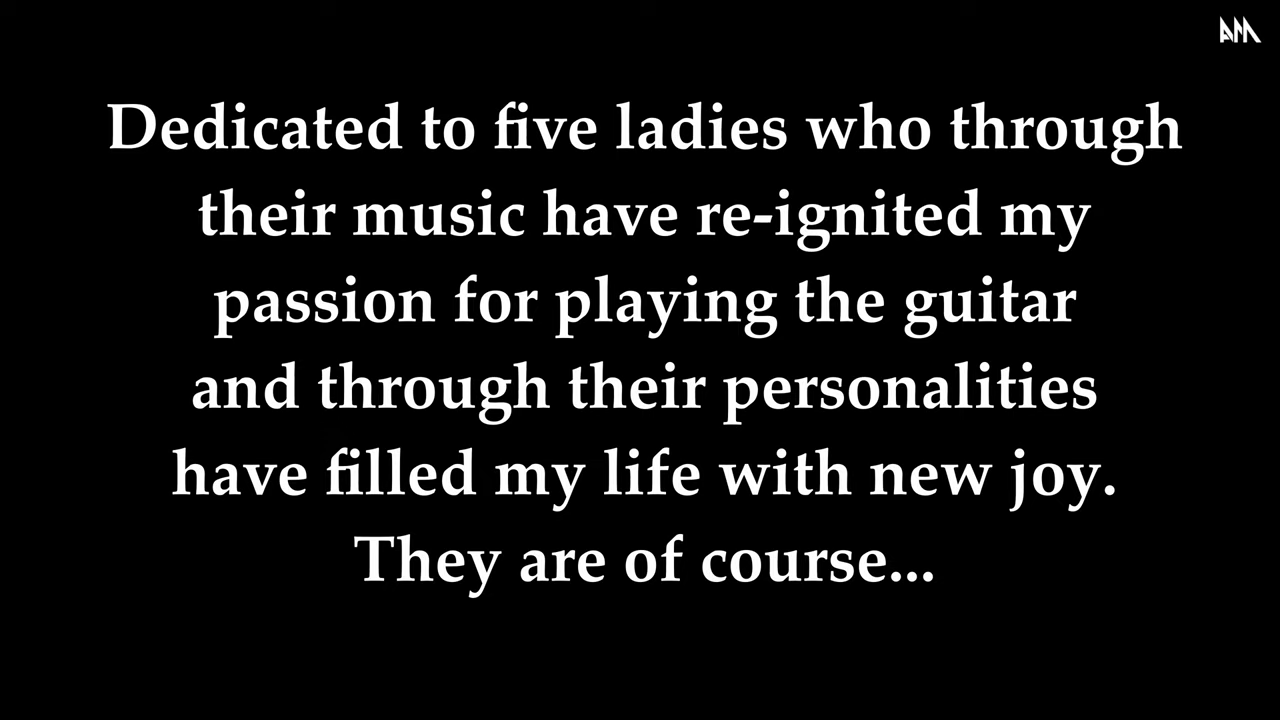 AM
Dedicated to five ladies who through
their music have re-ignited my
passion for playing the guitar
and through their personalities
have filled my life with new joy.
They are of course...